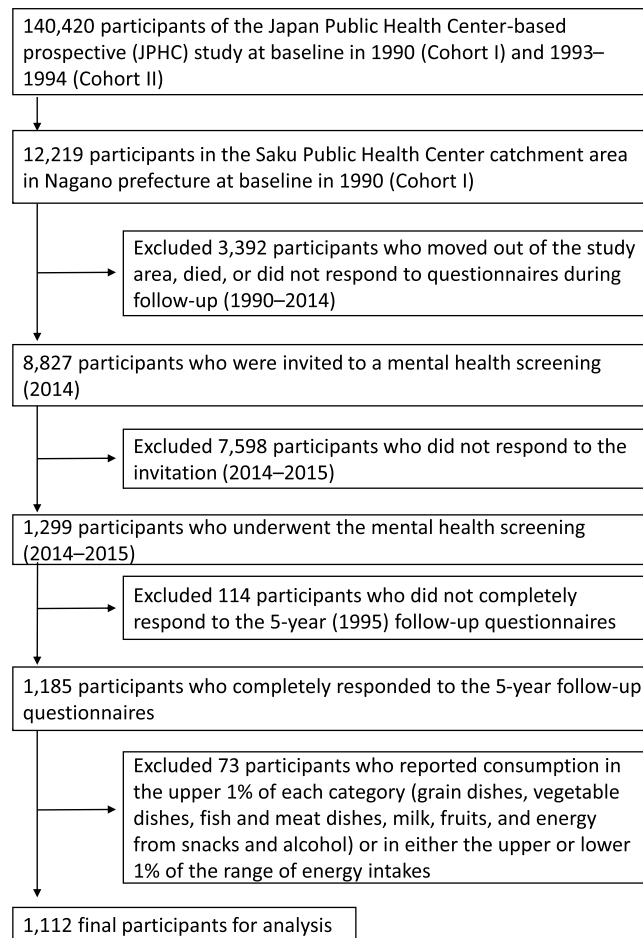 140,420 participants of the Japan Public Health Center-based
prospective (JPHC) study at baseline in 1990 (Cohort I) and 1993–
1994 (Cohort II)
12,219 participants in the Saku Public Health Center catchment area
in Nagano prefecture at baseline in 1990 (Cohort I)
Excluded 3,392 participants who moved out of the study
area, died, or did not respond to questionnaires during
follow-up (1990–2014)
8,827 participants who were invited to a mental health screening
(2014)
Excluded 7,598 participants who did not respond to the
invitation (2014–2015)
1,299 participants who underwent the mental health screening
(2014–2015)
Excluded 114 participants who did not completely
respond to the 5-year (1995) follow-up questionnaires
1,185 participants who completely responded to the 5-year follow-up
questionnaires
Excluded 73 participants who reported consumption in
the upper 1% of each category (grain dishes, vegetable
dishes, fish and meat dishes, milk, fruits, and energy
from snacks and alcohol) or in either the upper or lower
1% of the range of energy intakes
1,112 final participants for analysis